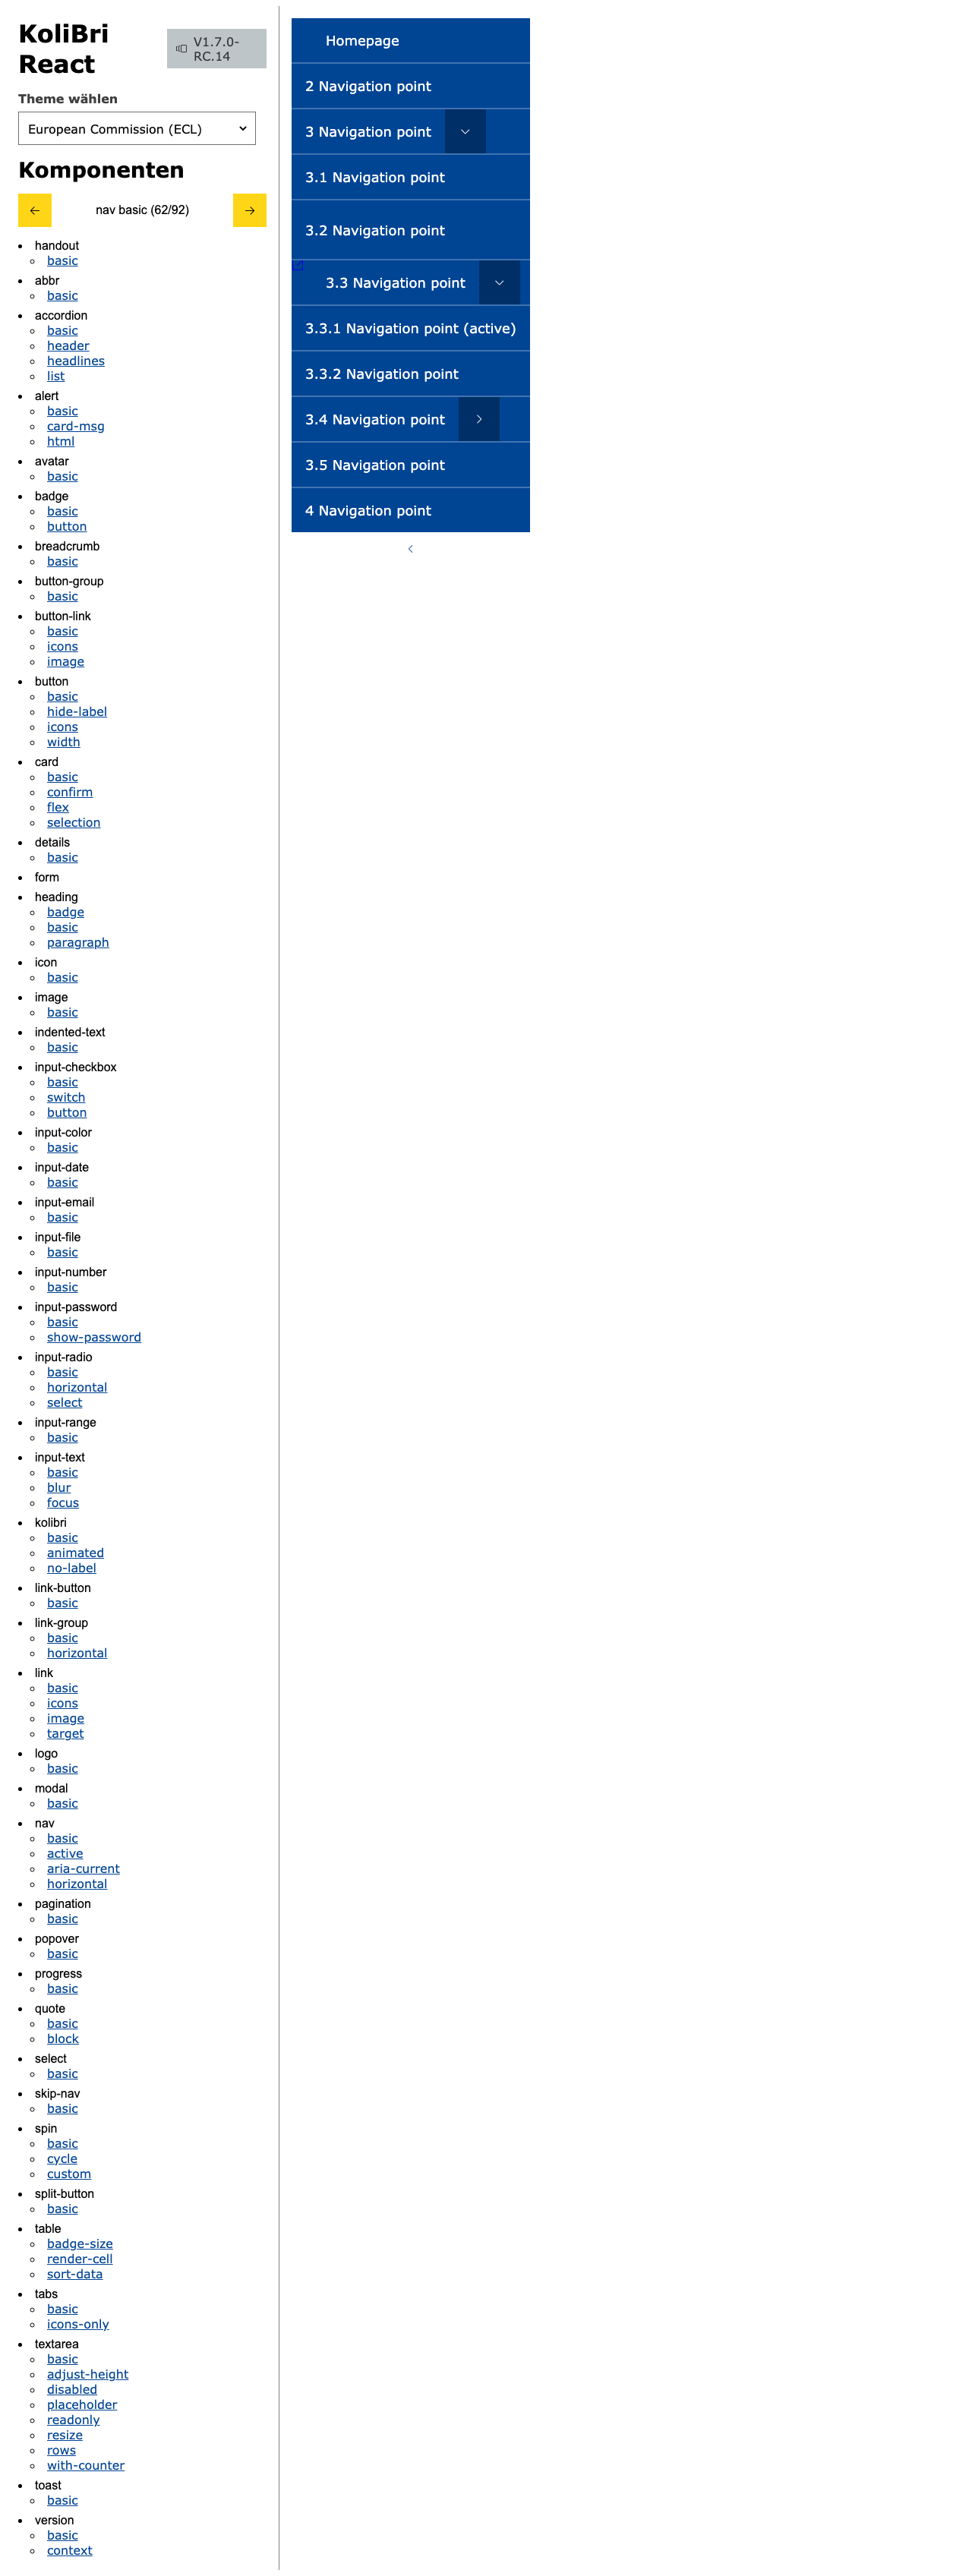 KoliBri
React
V1.7.0-
RC.14
Theme wählen
European Commission (ECL)
Komponenten
nav basic (62/92)
handout
basic
abbr
basic
accordion
basic
header
headlines
list
alert
basic
card-msg
html
avatar
basic
badge
basic
button
breadcrumb
basic
button-group
basic
button-link
basic
icons
image
button
basic
hide-label
icons
width
card
basic
confirm
flex
selection
details
basic
form
heading
badge
basic
paragraph
icon
basic
image
basic
indented-text
basic
input-checkbox
basic
switch
button
input-color
basic
input-date
basic
input-email
basic
input-file
basic
input-number
basic
input-password
basic
show-password
input-radio
basic
horizontal
select
input-range
basic
input-text
basic
blur
focus
kolibri
basic
animated
no-label
link-button
basic
link-group
basic
horizontal
link
basic
icons
image
target
logo
basic
modal
basic
nav
basic
active
aria-current
horizontal
pagination
basic
popover
basic
progress
basic
quote
basic
block
select
basic
skip-nav
basic
spin
basic
cycle
custom
split-button
basic
table
badge-size
render-cell
sort-data
tabs
basic
icons-only
textarea
basic
adjust-height
disabled
placeholder
readonly
resize
rows
with-counter
toast
basic
version
basic
context
Homepage
2 Navigation point
3 Navigation point
3.1 Navigation point
3.2 Navigation point
3.3 Navigation point
3.3.1 Navigation point (active)
3.3.2 Navigation point
3.4 Navigation point
3.5 Navigation point
4 Navigation point